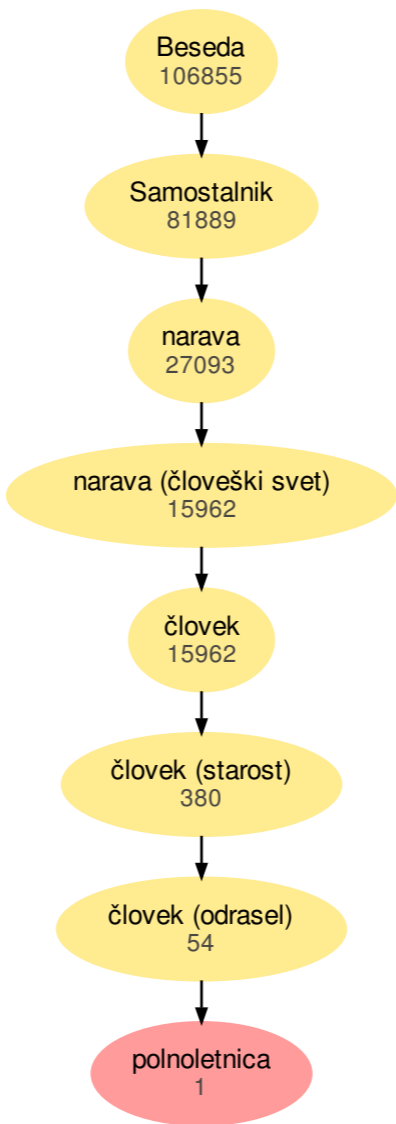 Beseda
106855
Samostalnik
81889
narava
27093
narava (človeški svet)
15962
človek
15962
človek (starost)
380
človek (odrasel)
54
polnoletnica
1